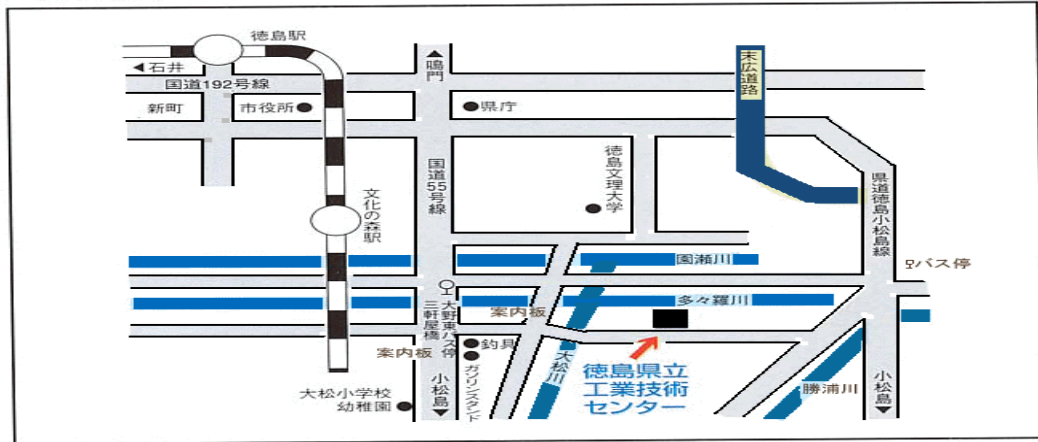 徳島駅
◀石井
国道192号線
新町
市役所
▲鳴門
県庁
末広道路
国道55号線
徳島文理大学
県道徳島小松島線
文化の森駅
園瀬川
バス停
多々羅川
大野東バス停
三軒屋橋
案内板
案内板
釣具
ガソリンスタンド
大松川
徳島県立
工業技術
センター
大松小学校
幼稚園
小松島▼
勝浦川
小松島▼